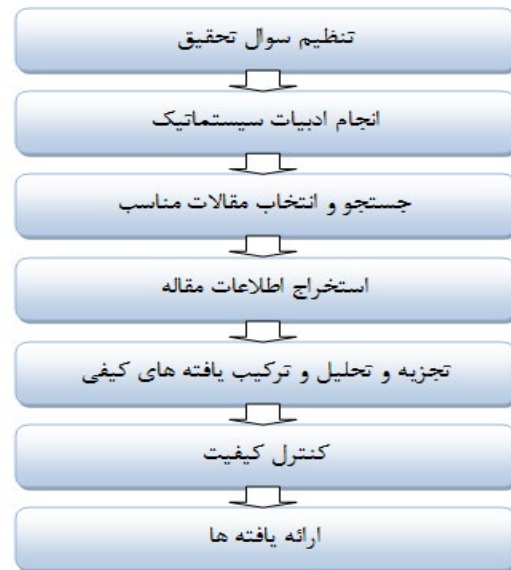 تنظیم سوال تحقیق
انجام ادبیات سیستماتیک
جستجو و انتخاب مقالات مناسب
استخراج اطلاعات مقاله
تجزیه و تحلیل و ترکیب یافته های کیفی
کنترل کیفیت
ارائه یافته ها